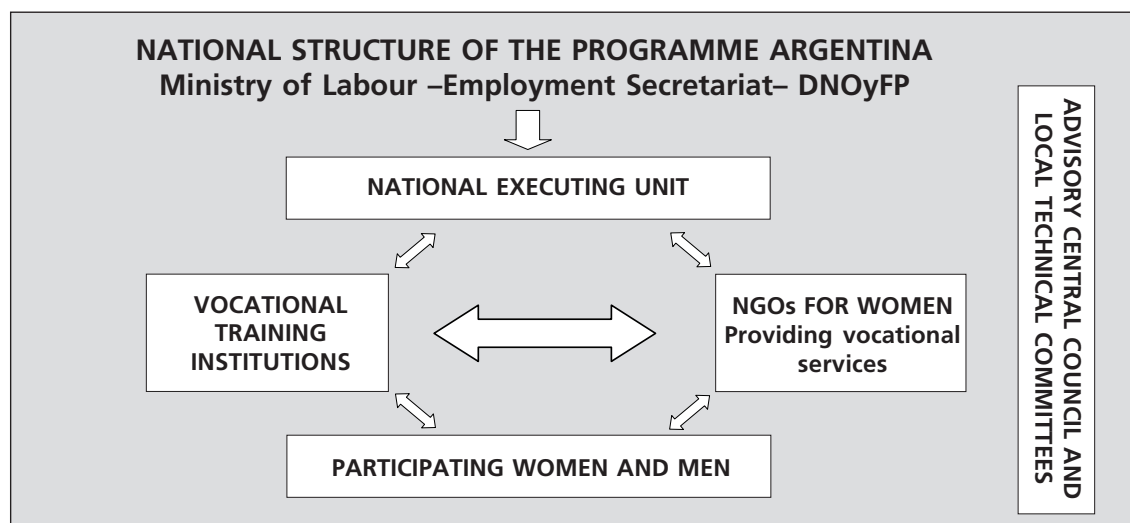 NATIONAL STRUCTURE OF THE PROGRAMME ARGENTINA
Ministry of Labour –Employment Secretariat– DNOyFP
NATIONAL EXECUTING UNIT
VOCATIONAL
TRAINING
INSTITUTIONS
NGOs FOR WOMEN
Providing vocational
services
PARTICIPATING WOMEN AND MEN
ADVISORY CENTRAL COUNCIL AND
LOCAL TECHNICAL COMMITTEES